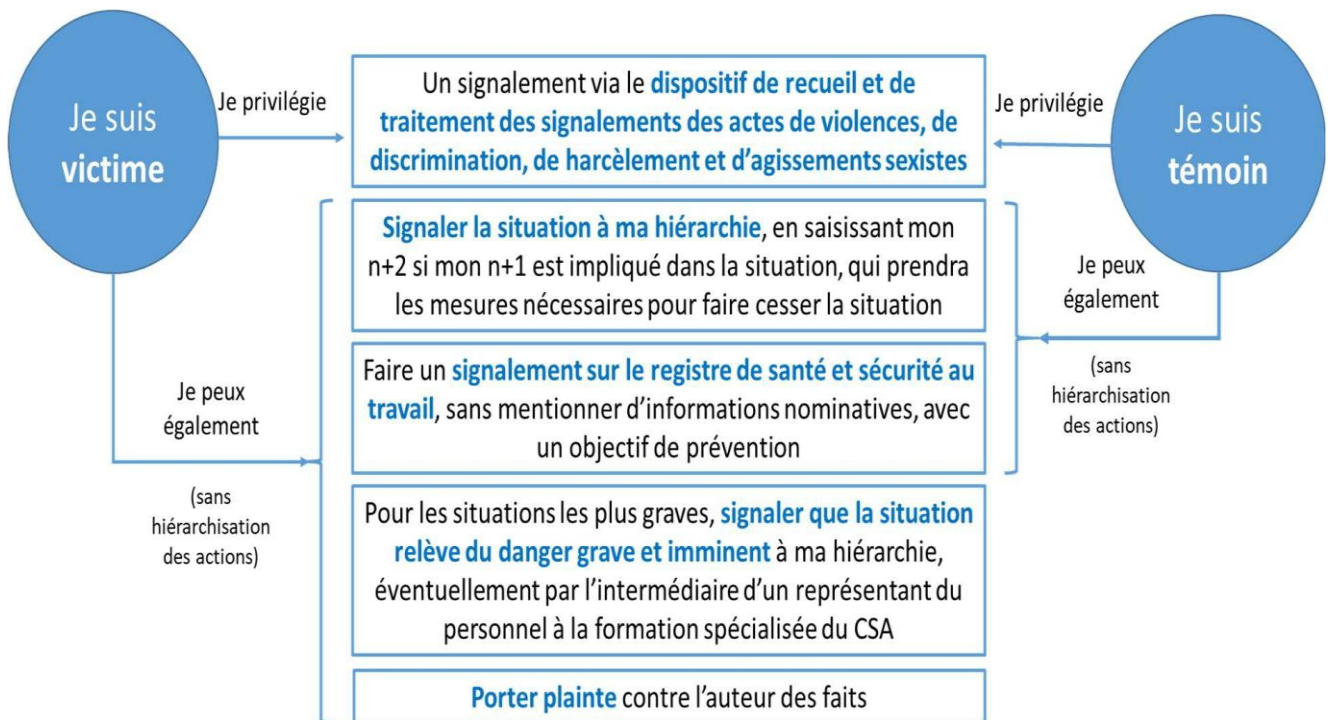 Je suis
victime
Je privilégie
Un signalement via le dispositif de recueil et de
traitement des signalements des actes de violences, de
discrimination, de harcèlement et d’agissements sexistes
Je privilégie
Je suis
témoin
Signaler la situation à ma hiérarchie, en saisissant mon
n+2 si mon n+1 est impliqué dans la situation, qui prendra
les mesures nécessaires pour faire cesser la situation
Je peux
également
(sans
hiérarchisation
des actions)
Faire un signalement sur le registre de santé et sécurité au
travail, sans mentionner d’informations nominatives, avec
un objectif de prévention
Je peux
également
(sans
hiérarchisation
des actions)
Pour les situations les plus graves, signaler que la situation
relève du danger grave et imminent à ma hiérarchie,
éventuellement par l’intermédiaire d’un représentant du
personnel à la formation spécialisée du CSA
Porter plainte contre l’auteur des faits